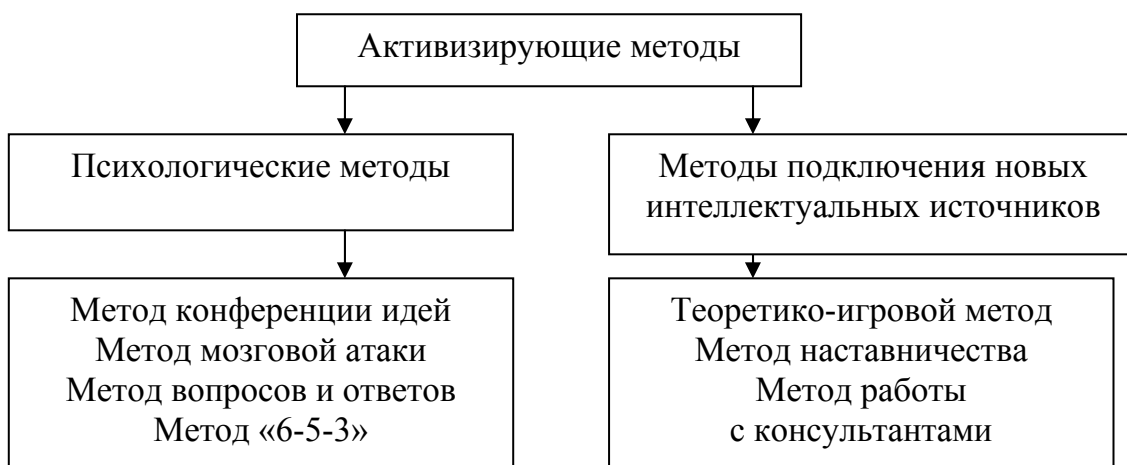 Активизирующие методы
Психологические методы
Методы подключения новых
интеллектуальных источников
Метод конференции идей
Метод мозговой атаки
Метод вопросов и ответов
Метод «6-5-3»
Теоретико-игровой метод
Метод наставничества
Метод работы
с консультантами